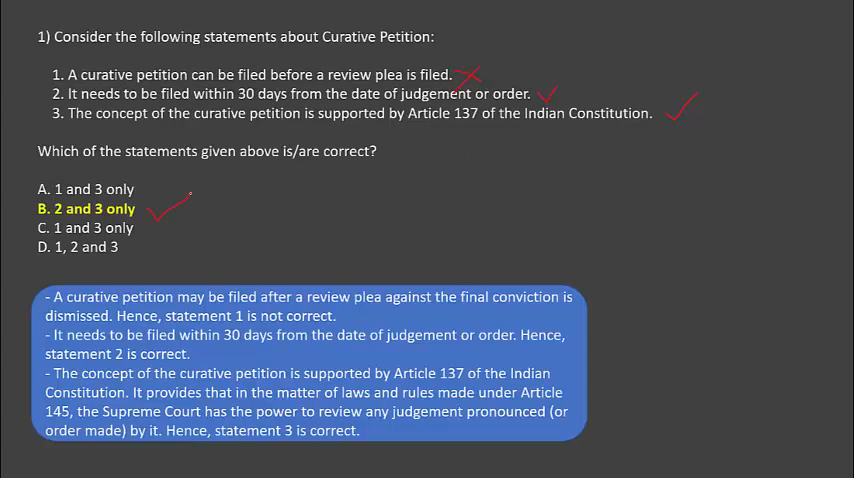 1) Consider the following statements about Curative Petition:
1. A curative petition can be filed before a review plea is filed.
2. It needs to be filed within 30 days from the date of judgement or order.
3. The concept of the curative petition is supported by Article 137 of the Indian Constitution.
Which of the statements given above is/are correct?
A. 1 and 3 only
B. 2 and 3 only
C. 1 and 3 only
D. 1, 2 and 3
- A curative petition may be filed after a review plea against the final conviction is
dismissed. Hence, statement 1 is not correct.
- It needs to be filed within 30 days from the date of judgement or order. Hence,
statement 2 is correct.
- The concept of the curative petition is supported by Article 137 of the Indian
Constitution. It provides that in the matter of laws and rules made under Article
145, the Supreme Court has the power to review any judgement pronounced (or
order made) by it. Hence, statement 3 is correct.